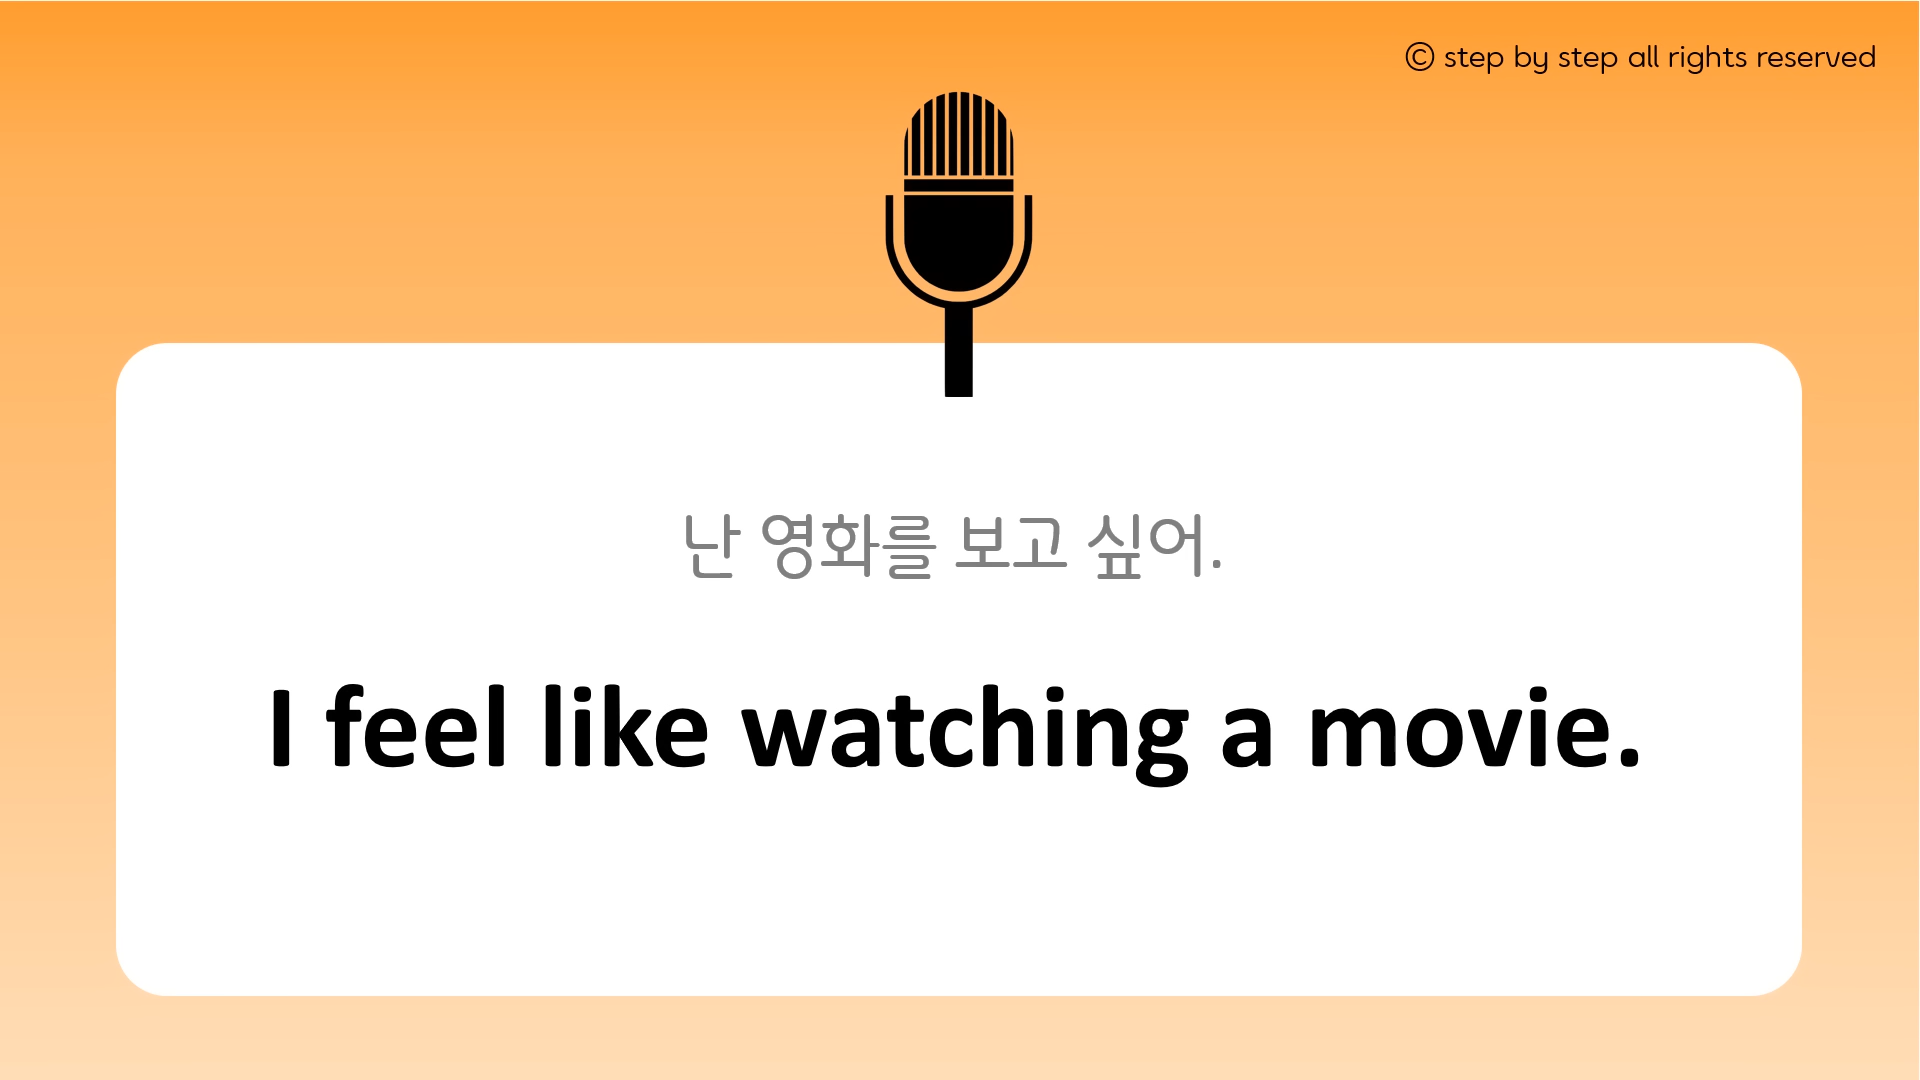 © step by step all rights reserved
난 영화를 보고 싶어.
I feel like watching a movie.